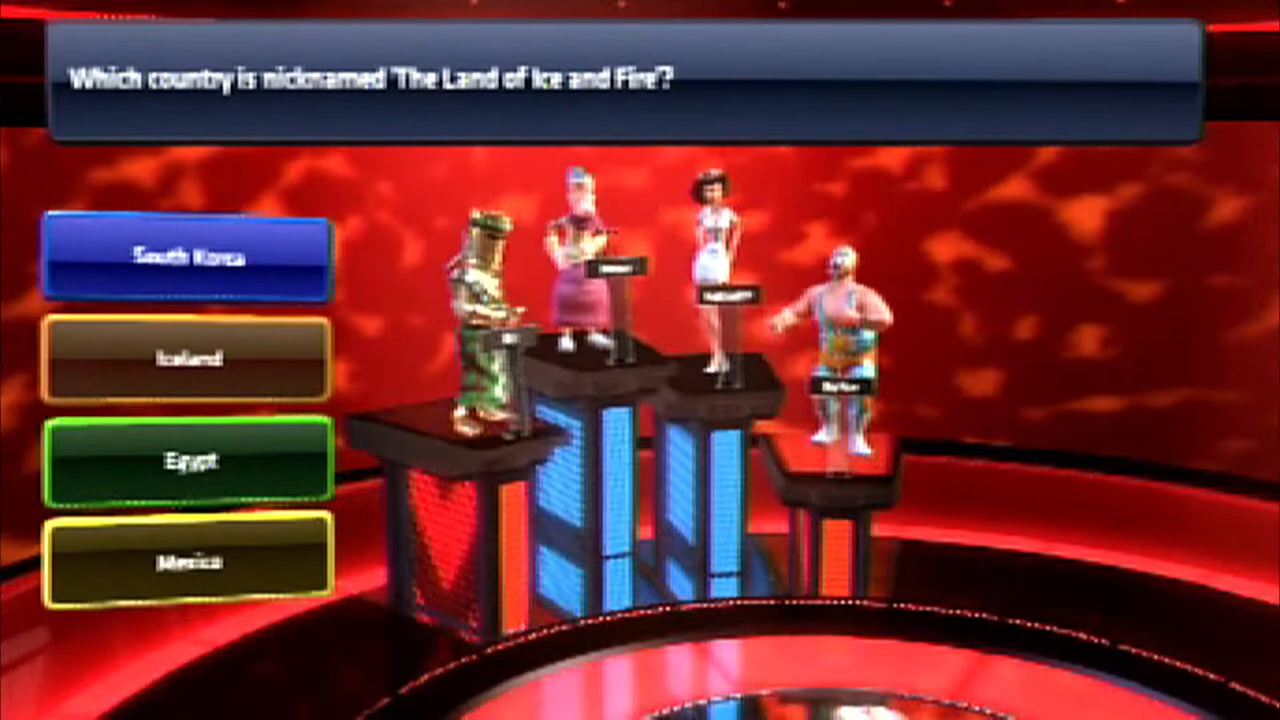 Which country is nicknamed 'The Land of Ice and Fire'?
South Korea
Iceland
Egypt
Mexico